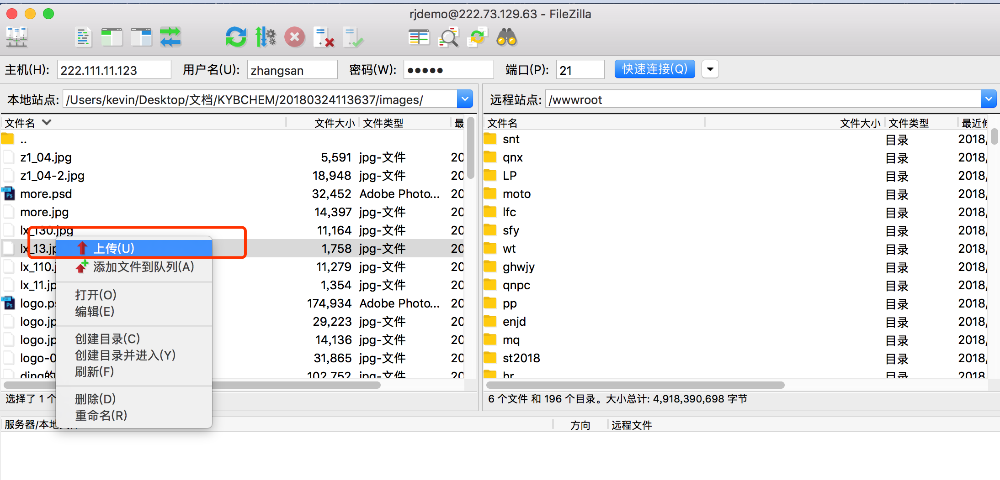 rjdemo@222.73.129.63 - FileZilla
主机(H): 222.111.11.123 用户名(U): zhangsan 密码(W): ●●●●● 端口(P): 21 快速连接(Q)
本地站点: /Users/kevin/Desktop/文档/KYBCHEM/20180324113637/images/
远程站点: /wwwroot
文件名 文件大小 文件类型 最
..
z1_04.jpg 5,591 jpg-文件 20
z1_04-2.jpg 18,948 jpg-文件 20
more.psd 32,452 Adobe Photo... 20
more.jpg 14,397 jpg-文件 20
lx_130.jpg 11,164 jpg-文件 20
lx_13.jp 1,758 jpg-文件 20
lx_110.j 11,279 jpg-文件 20
lx_11.jp 1,354 jpg-文件 20
logo.ps 174,934 Adobe Photo... 20
logo.jp 29,223 jpg-文件 20
logo.jp 14,136 jpg-文件 20
logo-0 31,865 jpg-文件 20
ding的 102,752 jpg-文件 20
选择了 1 个
上传(U)
添加文件到队列(A)
打开(O)
编辑(E)
创建目录(C)
创建目录并进入(Y)
刷新(F)
删除(D)
重命名(R)
文件名 文件大小 文件类型 最近修
snt 目录 2018/
qnx 目录 2018/
LP 目录 2018/
moto 目录 2018/
lfc 目录 2018/
sfy 目录 2018/
wt 目录 2018/
ghwjy 目录 2018/
qnpc 目录 2018/
pp 目录 2018/
enjd 目录 2018/
mq 目录 2018/
st2018 目录 2018/
hr 目录 2018/
6 个文件 和 196 个目录。大小总计: 4,918,390,698 字节
服务器/本地文件 方向 远程文件